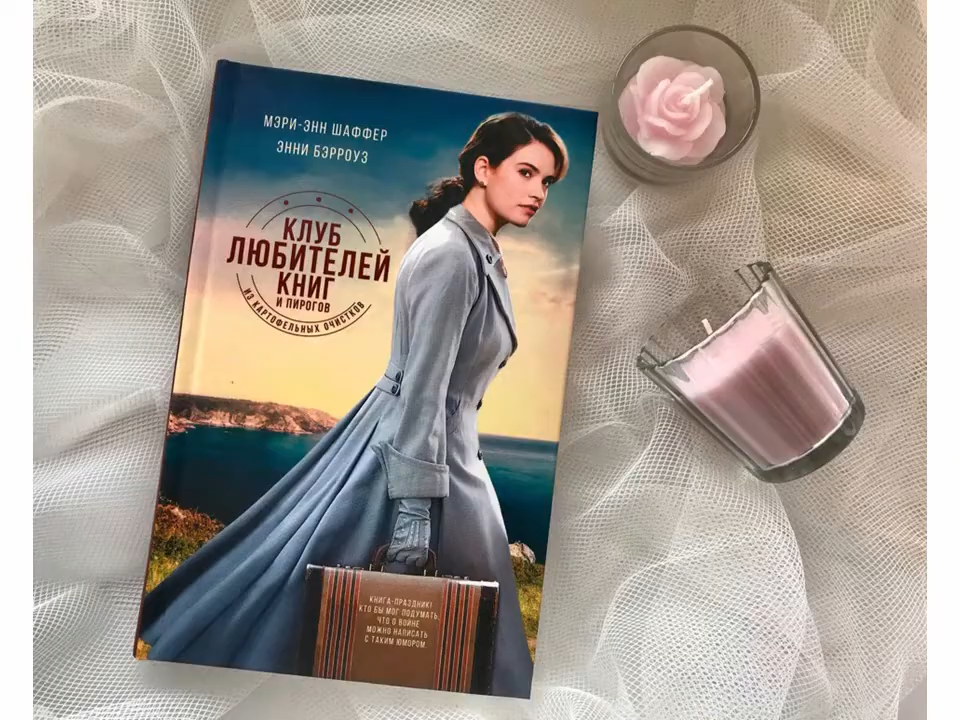 МЭРИ-ЭНН ШАФФЕР
ЭННИ БЭРРОУЗ
КЛУБ
ЛЮБИТЕЛЕЙ
КНИГ
И ПИРОГОВ
ИЗ КАРТОФЕЛЬНЫХ ОЧИСТКОВ
КНИГА-ПРАЗДНИК!
КТО БЫ МОГ ПОДУМАТЬ,
ЧТО О ВОЙНЕ
МОЖНО НАПИСАТЬ
С ТАКИМ ЮМОРОМ.